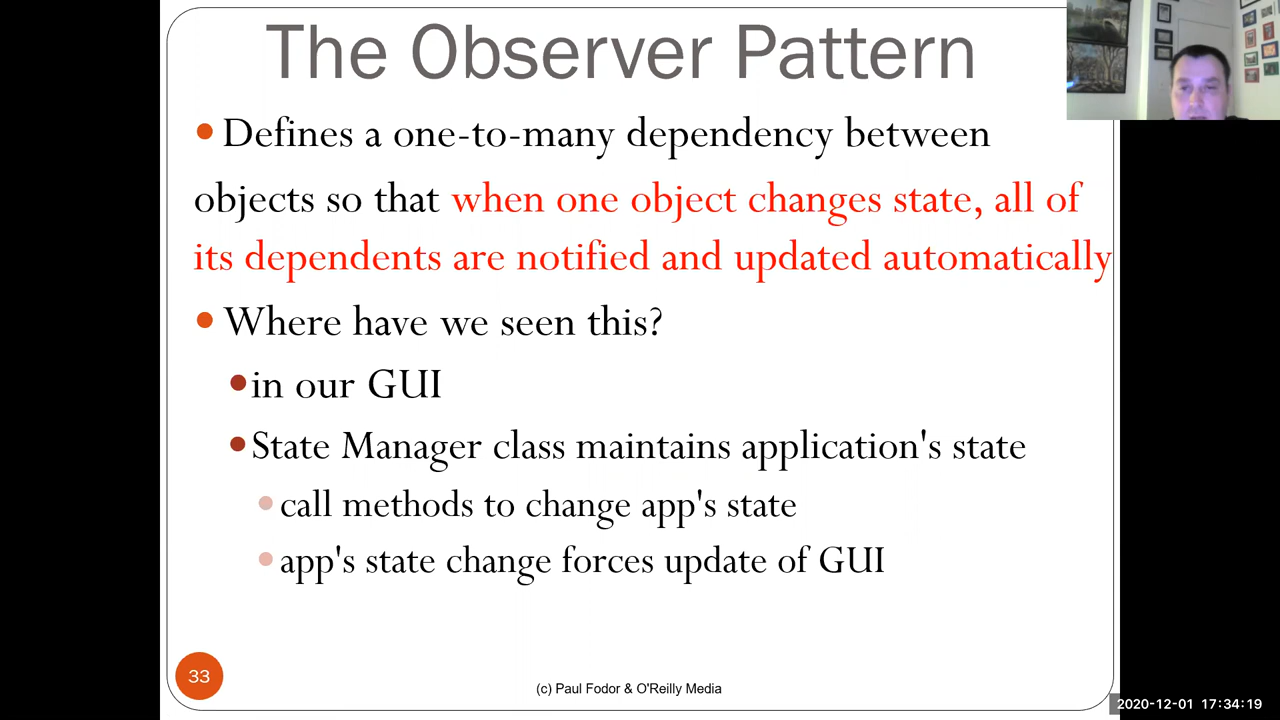 The Observer Pattern
• Defines a one-to-many dependency between
objects so that when one object changes state, all of
its dependents are notified and updated automatically
• Where have we seen this?
• in our GUI
• State Manager class maintains application's state
• call methods to change app's state
• app's state change forces update of GUI
33
(c) Paul Fodor & O'Reilly Media
2020-12-01 17:34:19